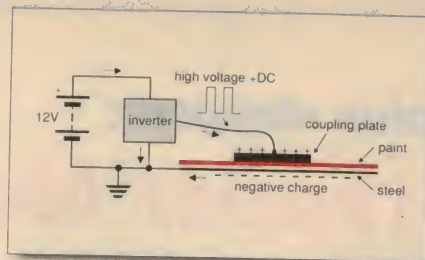 high voltage +DC
12V
inverter
coupling plate
paint
negative charge
steel